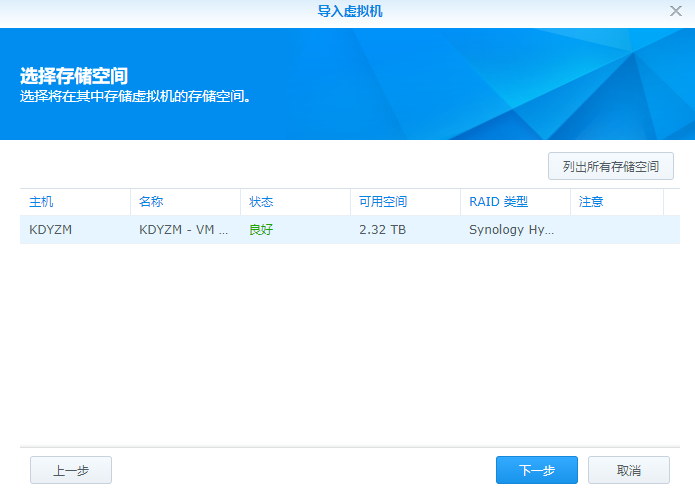 导入虚拟机
选择存储空间
选择将在其中存储虚拟机的存储空间。
列出所有存储空间
主机 名称 状态 可用空间 RAID 类型 注意
KDYZM KDYZM - VM ... 良好 2.32 TB Synology Hy...
上一步 下一步 取消